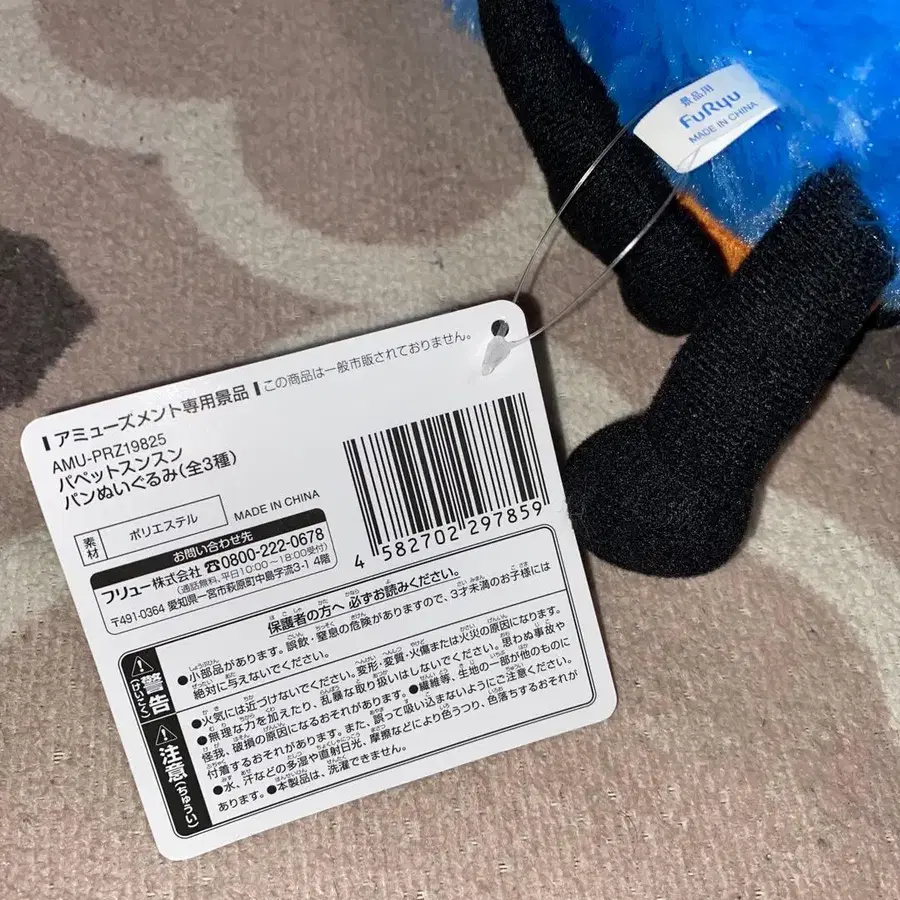 景品用
FuRyu
MADE IN CHINA
アミューズメント専用景品 この商品は一般市販されておりません。
AMU-PRZ19825
パペットスンスン
パンぬいぐるみ(全3種)
素材 ポリエステル MADE IN CHINA
お問い合わせ先
フリュー株式会社 ☎0800-222-0678
(通話無料、平日10:00~18:00受付)
〒491-0364 愛知県一宮市萩原町中島字流3-1 4階
4 582702 297859
保護者の方へ 必ずお読みください。
警告(けいこく)
●小部品があります。誤飲・窒息の危険がありますので、3才未満のお子様には
絶対に与えないでください。
注意(ちゅうい)
●火気には近づけないでください。変形・変質・火傷または火災の原因になります。
●無理な力を加えたり、乱暴な取り扱いはしないでください。思わぬ事故や
怪我、破損の原因になるおそれがあります。●繊維等、生地の一部が他のものに
付着するおそれがあります。また、誤って吸い込まないようにご注意ください。
●水、汗などの多湿や直射日光、摩擦などにより色うつり、色落ちするおそれが
あります。●本製品は、洗濯できません。